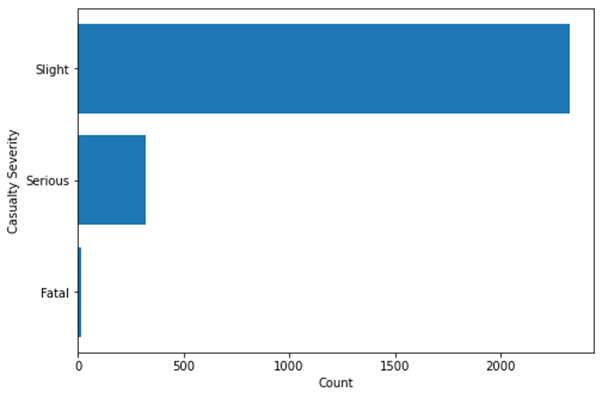 Casualty Severity
Slight
Serious
Fatal
0 500 1000 1500 2000
Count